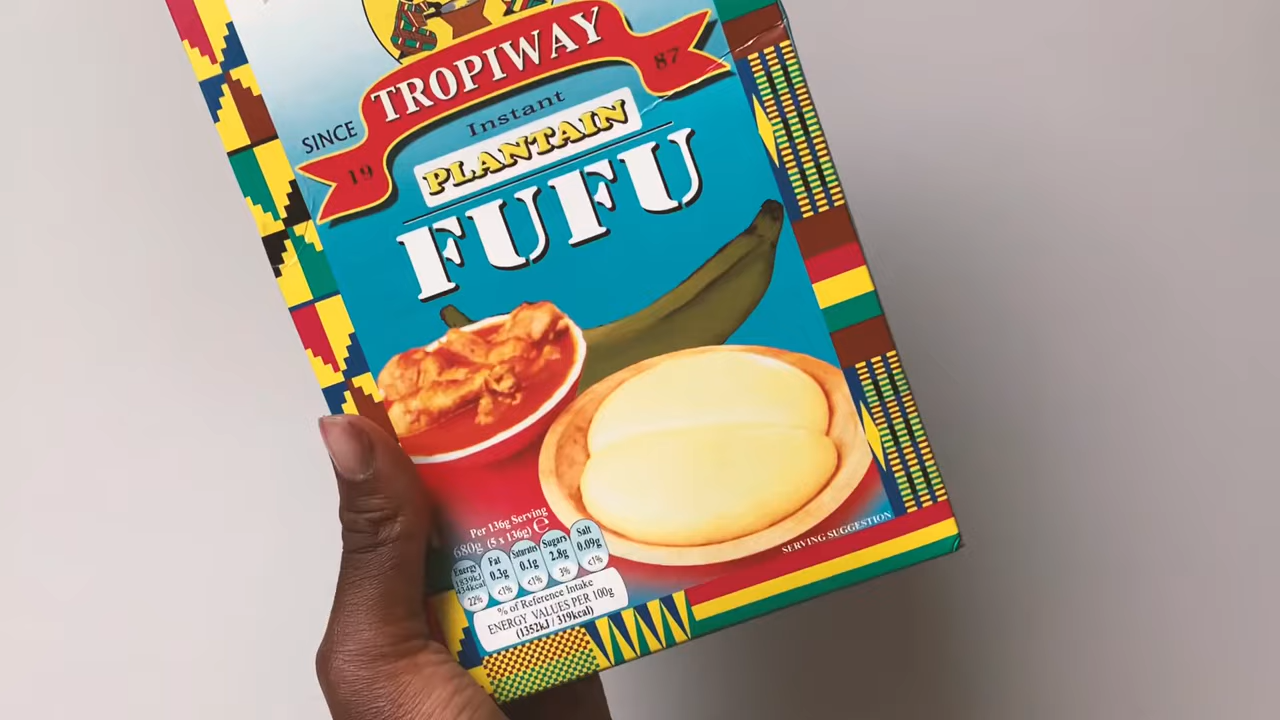 TROPIWAY
SINCE 19 87
Instant
PLANTAIN
FUFU
Per 136g Serving
680g (5 x 136g) ℮
Energy 1839kJ 434kcal 22%
Fat 0.3g <1%
Saturates 0.1g <1%
Sugars 2.8g 3%
Salt 0.09g <1%
% of Reference Intake
ENERGY VALUES PER 100g
(1352kJ / 319kcal)
SERVING SUGGESTION